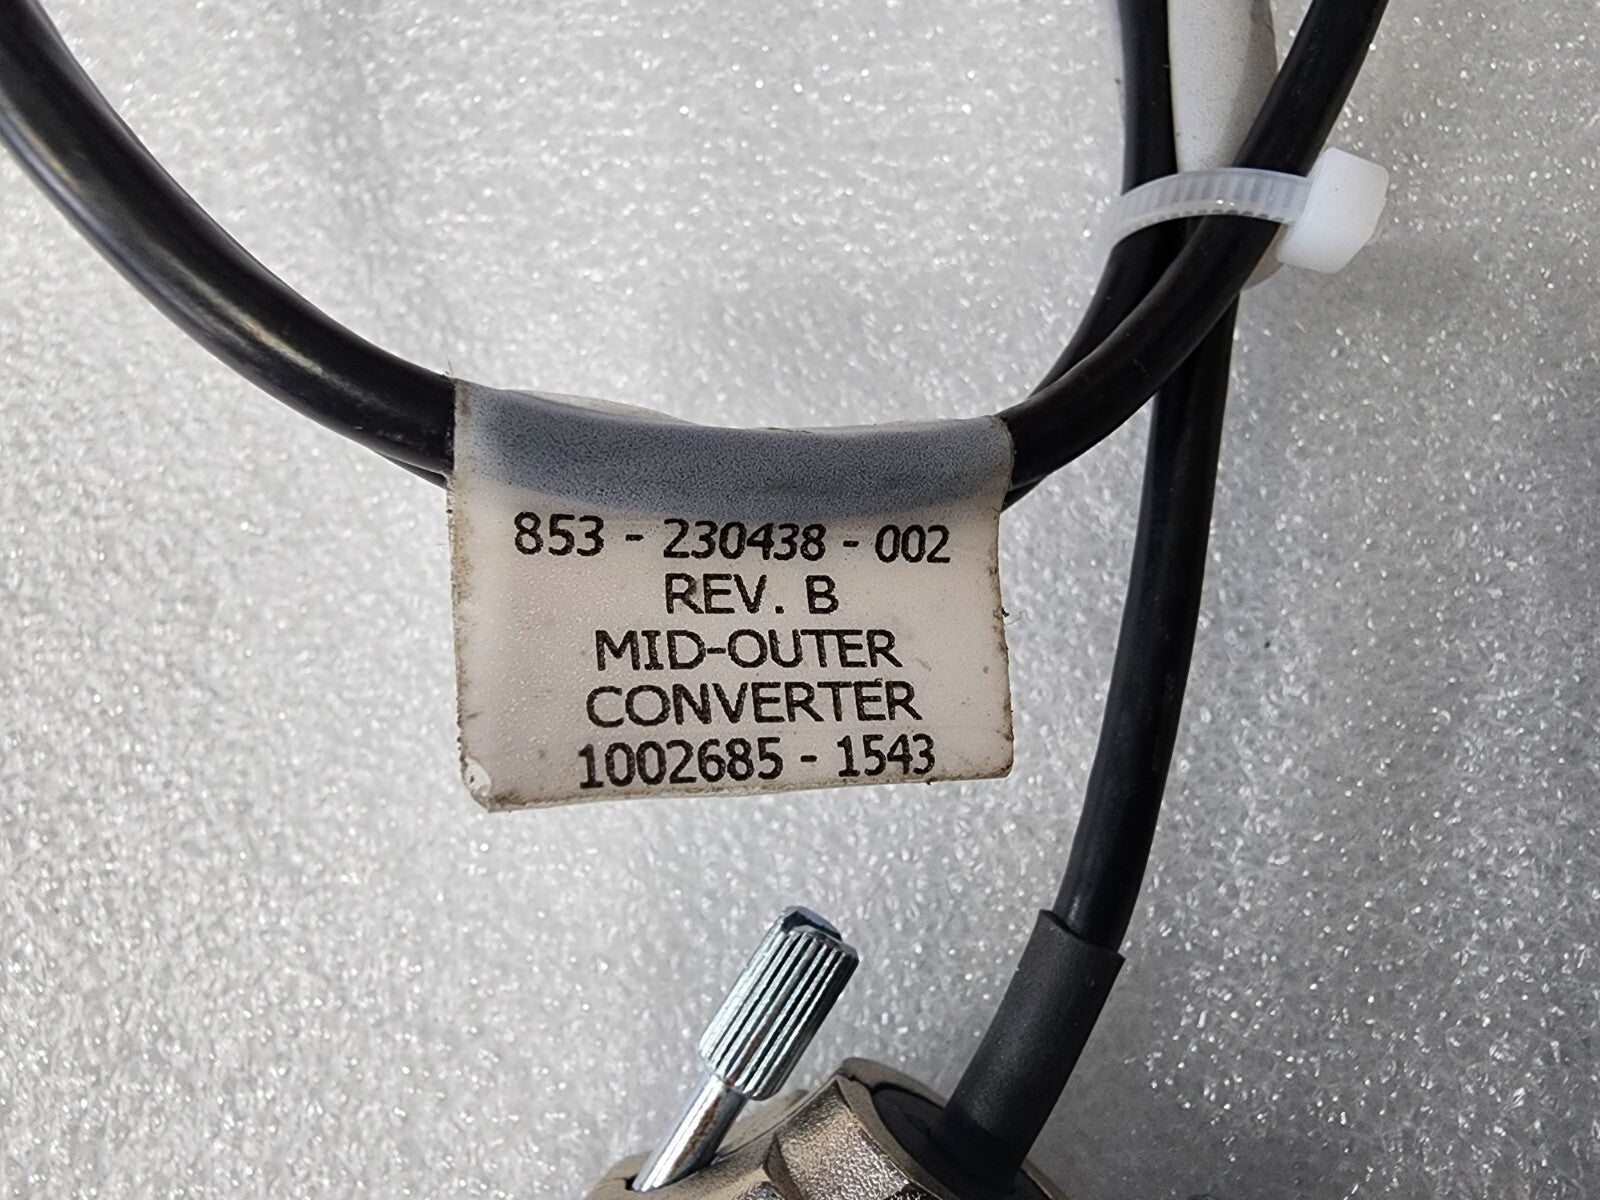 853 - 230438 - 002
REV. B
MID-OUTER
CONVERTER
1002685 - 1543